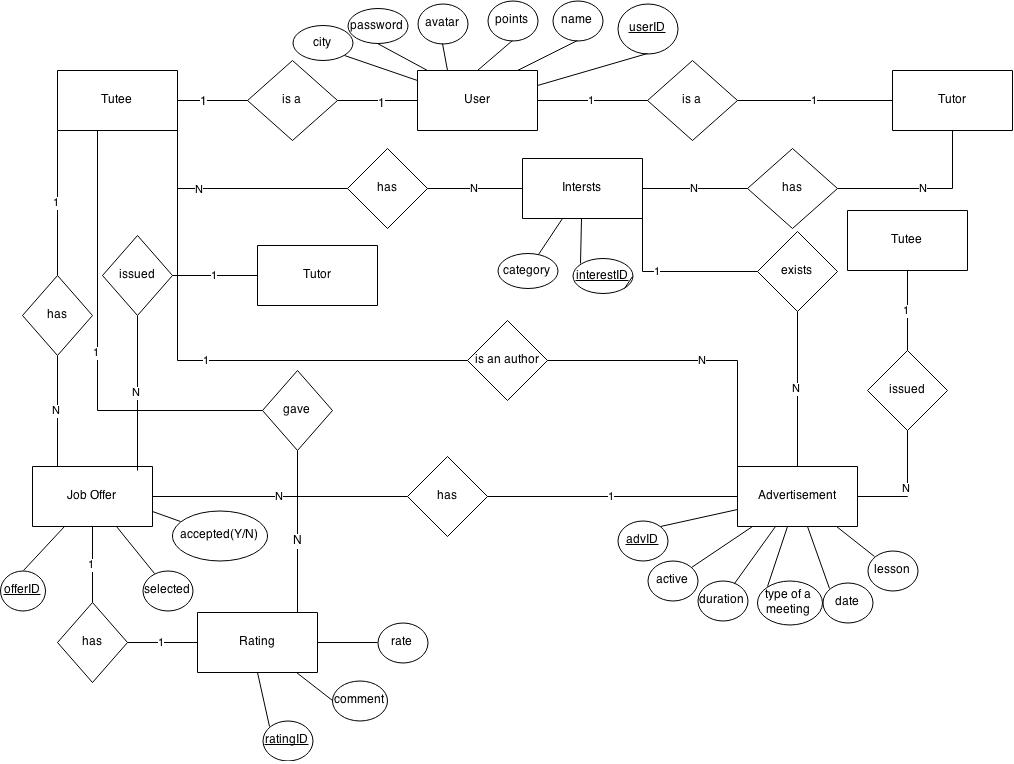 password
avatar
points
name
userID
city
Tutee
1
is a
1
User
1
is a
1
Tutor
N
has
N
Intersts
N
has
N
1
Tutee
issued
1
Tutor
category
interestID
1
exists
has
1
1
is an author
N
N
N
1
issued
N
gave
Job Offer
N
has
1
Advertisement
N
accepted(Y/N)
N
advID
1
offerID
selected
active
duration
type of a
meeting
date
lesson
has
1
Rating
rate
comment
ratingID